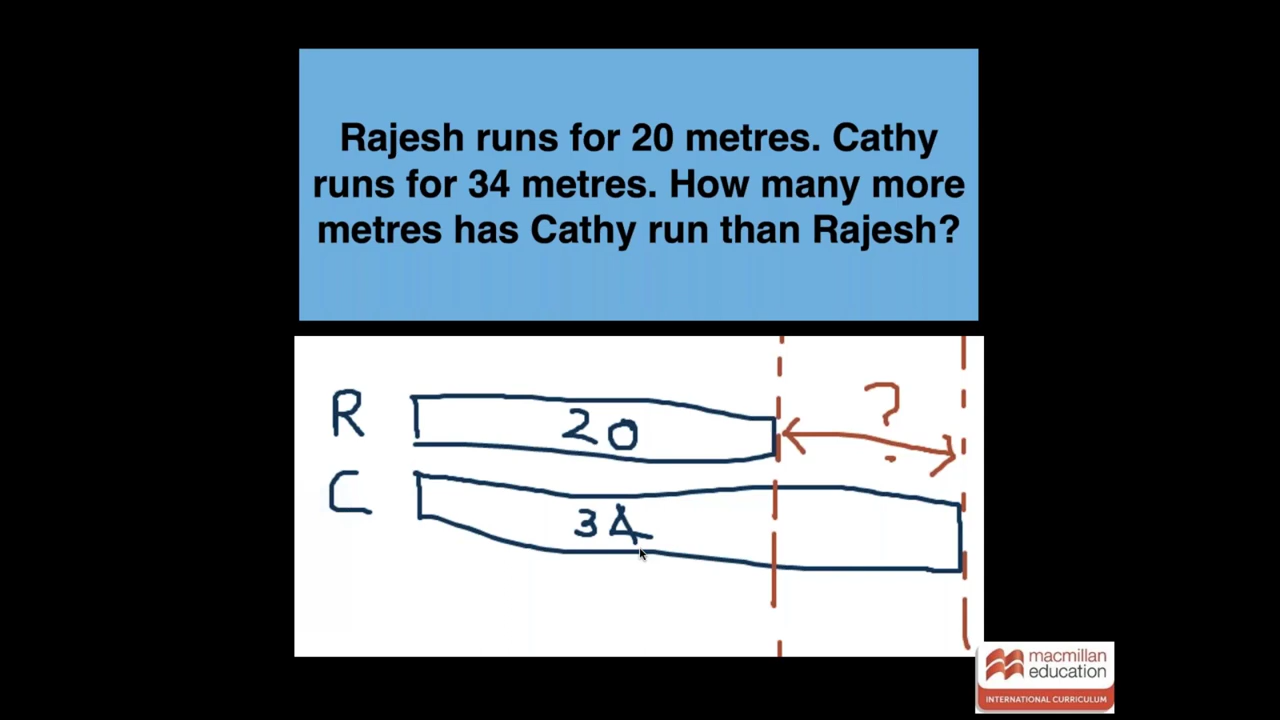 Rajesh runs for 20 metres. Cathy
runs for 34 metres. How many more
metres has Cathy run than Rajesh?
R 20 ?
C 34
macmillan
education
INTERNATIONAL CURRICULUM